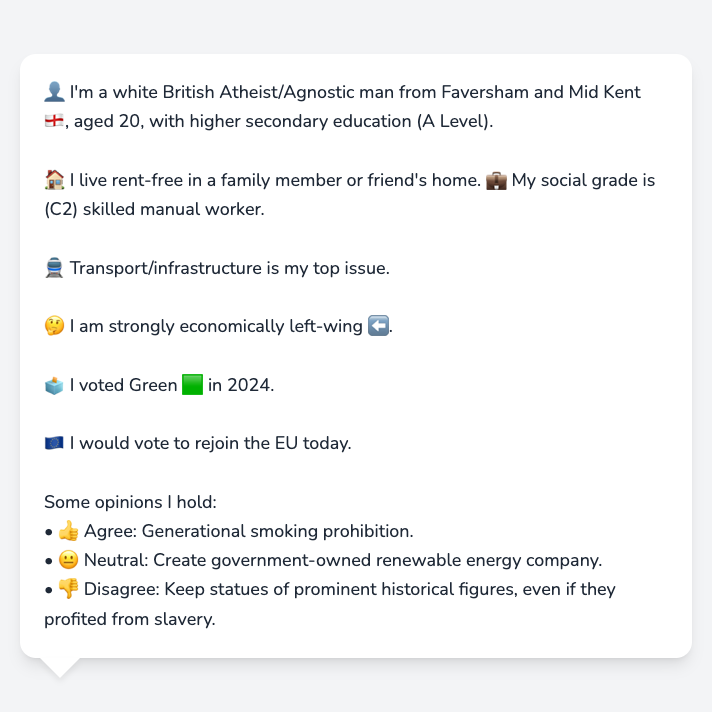 👤 I'm a white British Atheist/Agnostic man from Faversham and Mid Kent
🏴󠁧󠁢󠁥󠁮󠁧󠁿, aged 20, with higher secondary education (A Level).
🏠 I live rent-free in a family member or friend's home. 💼 My social grade is
(C2) skilled manual worker.
🚆 Transport/infrastructure is my top issue.
🤔 I am strongly economically left-wing ⬅️.
🗳️ I voted Green 🟩 in 2024.
🇪🇺 I would vote to rejoin the EU today.
Some opinions I hold:
• 👍 Agree: Generational smoking prohibition.
• 😐 Neutral: Create government-owned renewable energy company.
• 👎 Disagree: Keep statues of prominent historical figures, even if they
profited from slavery.